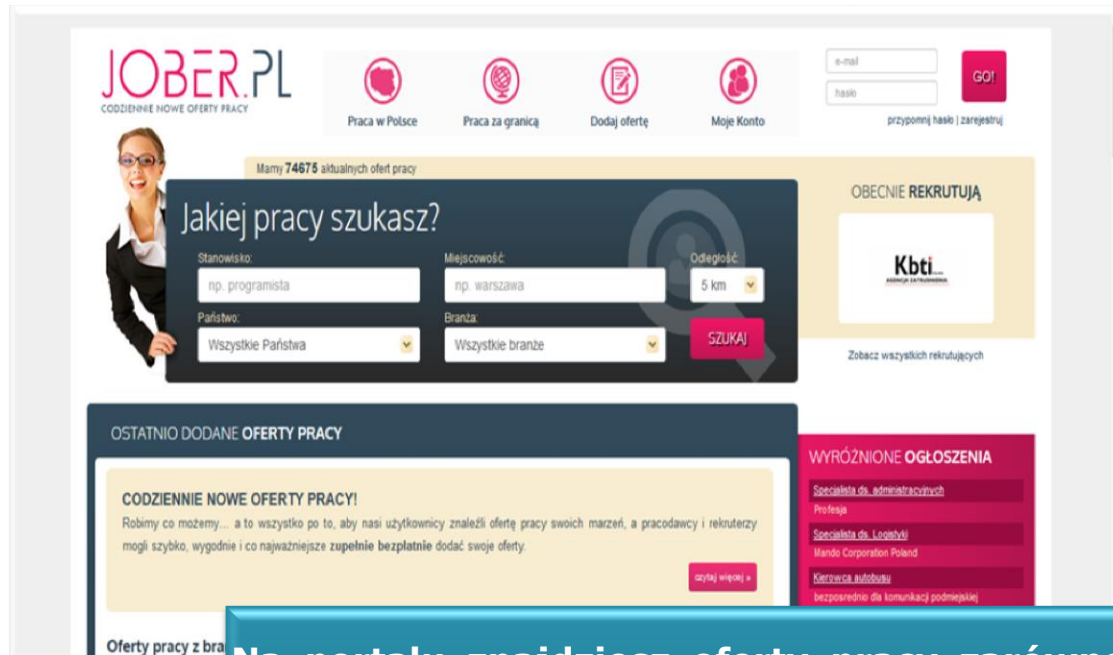 JOBER.PL
CODZIENNIE NOWE OFERTY PRACY
Praca w Polsce
Praca za granicą
Dodaj ofertę
Moje Konto
e-mail
hasło
GO!
przypomnij hasło | zarejestruj
Mamy 74675 aktualnych ofert pracy
Jakiej pracy szukasz?
Stanowisko:
Miejscowość:
Odległość:
np. programista
np. warszawa
5 km
Państwo:
Branża:
Wszystkie Państwa
Wszystkie branże
SZUKAJ
OBECNIE REKRUTUJĄ
Kbti
AGENCJA ZATRUDNIENIA
Zobacz wszystkich rekrutujących
OSTATNIO DODANE OFERTY PRACY
CODZIENNIE NOWE OFERTY PRACY!
Robimy co możemy... a to wszystko po to, aby nasi użytkownicy znaleźli ofertę pracy swoich marzeń, a pracodawcy i rekruterzy
mogli szybko, wygodnie i co najważniejsze zupełnie bezpłatnie dodać swoje oferty.
czytaj więcej »
WYRÓŻNIONE OGŁOSZENIA
Specjalista ds. administracyjnych
Profesja
Specjalista ds. Logistyki
Mando Corporation Poland
Kierowca autobusu
bezposrednio dla komunikacji podmiejskiej
Oferty pracy z bra
Na portalu znajdziesz oferty pracy zarówn